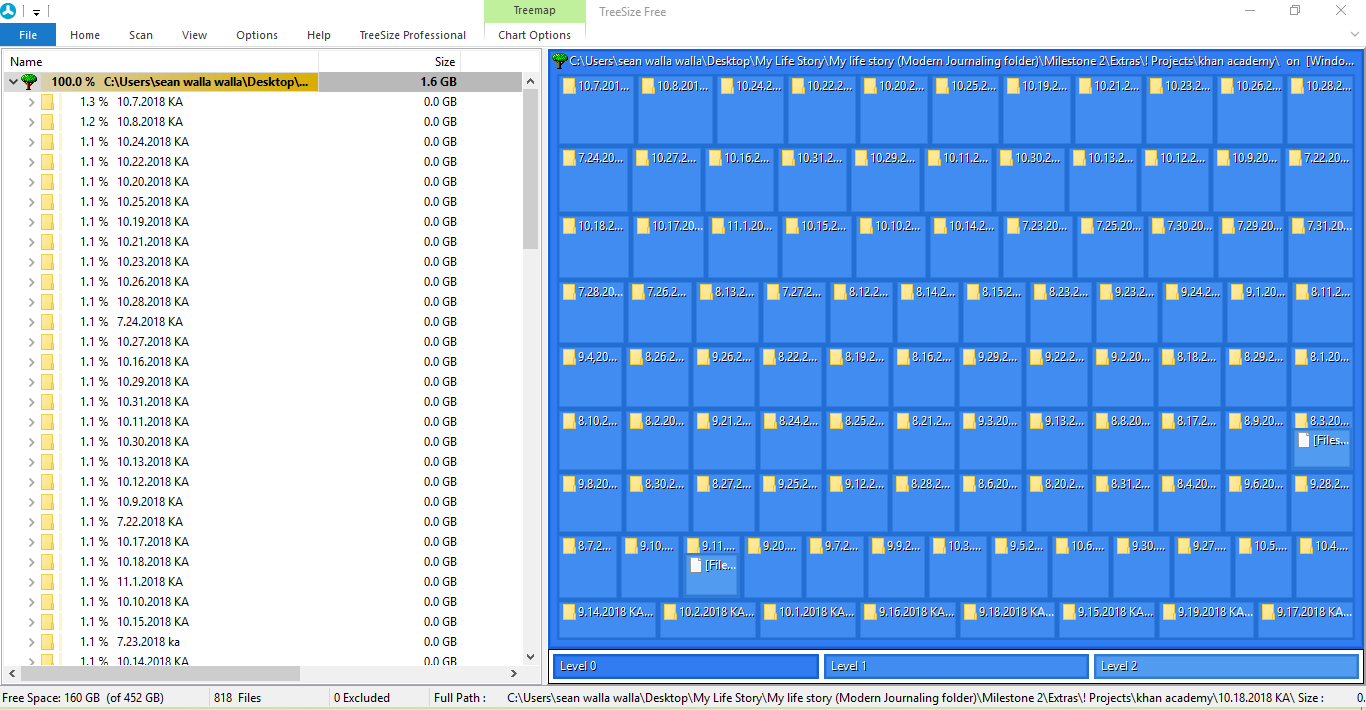 Treemap
TreeSize Free
File Home Scan View Options Help TreeSize Professional Chart Options
Name Size
100.0 % C:\Users\sean walla walla\Desktop\... 1.6 GB
1.3 % 10.7.2018 KA 0.0 GB
1.2 % 10.8.2018 KA 0.0 GB
1.1 % 10.24.2018 KA 0.0 GB
1.1 % 10.22.2018 KA 0.0 GB
1.1 % 10.20.2018 KA 0.0 GB
1.1 % 10.25.2018 KA 0.0 GB
1.1 % 10.19.2018 KA 0.0 GB
1.1 % 10.21.2018 KA 0.0 GB
1.1 % 10.23.2018 KA 0.0 GB
1.1 % 10.26.2018 KA 0.0 GB
1.1 % 10.28.2018 KA 0.0 GB
1.1 % 7.24.2018 KA 0.0 GB
1.1 % 10.27.2018 KA 0.0 GB
1.1 % 10.16.2018 KA 0.0 GB
1.1 % 10.29.2018 KA 0.0 GB
1.1 % 10.31.2018 KA 0.0 GB
1.1 % 10.11.2018 KA 0.0 GB
1.1 % 10.30.2018 KA 0.0 GB
1.1 % 10.13.2018 KA 0.0 GB
1.1 % 10.12.2018 KA 0.0 GB
1.1 % 10.9.2018 KA 0.0 GB
1.1 % 7.22.2018 KA 0.0 GB
1.1 % 10.17.2018 KA 0.0 GB
1.1 % 10.18.2018 KA 0.0 GB
1.1 % 11.1.2018 KA 0.0 GB
1.1 % 10.10.2018 KA 0.0 GB
1.1 % 10.15.2018 KA 0.0 GB
1.1 % 7.23.2018 ka 0.0 GB
1.1 % 10.14.2018 KA 0.0 GB
C:\Users\sean walla walla\Desktop\My Life Story\My life story (Modern Journaling folder)\Milestone 2\Extras\! Projects\khan academy\ on [Windo...
10.7.201... 10.8.201... 10.24.2... 10.22.2... 10.20.2... 10.25.2... 10.19.2... 10.21.2... 10.23.2... 10.26.2... 10.28.2...
7.24.20... 10.27.2... 10.16.2... 10.31.2... 10.29.2... 10.11.2... 10.30.2... 10.13.2... 10.12.2... 10.9.20... 7.22.20...
10.18.2... 10.17.20... 11.1.20... 10.15.2... 10.10.2... 10.14.2... 7.23.20... 7.25.20... 7.30.20... 7.29.20... 7.31.20...
7.28.20... 7.26.2... 8.13.2... 7.27.2... 8.12.2... 8.14.2... 8.15.2... 8.23.2... 9.23.2... 9.24.2... 9.1.20... 8.11.2...
9.4,20... 8.26.2... 9.26.2... 8.22.2... 8.19.2... 8.16.2... 9.29.2... 9.22.2... 9.2.20... 8.18.2... 8.29.2... 8.1.20...
8.10.2... 8.2.20... 9.21.2... 8.24.2... 8.25.2... 8.21.2... 9.3.20... 9.13.2... 8.8.20... 8.17.2... 8.9.20... 8.3.20...
[Files...
9.8.20... 8.30.2... 8.27.2... 9.25.2... 9.12.2... 8.28.2... 8.6.20... 8.20.2... 8.31.2... 8.4.20... 9.6.20... 9.28.2...
8.7.2... 9.10.... 9.11.... 9.20.... 9.7.2... 9.9.2... 10.3.... 9.5.2... 10.6.... 9.30.... 9.27.... 10.5.... 10.4....
[File...
9.14.2018 KA... 10.2.2018 KA... 10.1.2018 KA... 9.16.2018 KA... 9.18.2018 KA... 9.15.2018 KA... 9.19.2018 KA... 9.17.2018 KA...
Level 0 Level 1 Level 2
Free Space: 160 GB (of 452 GB) 818 Files 0 Excluded Full Path : C:\Users\sean walla walla\Desktop\My Life Story\My life story (Modern Journaling folder)\Milestone 2\Extras\! Projects\khan academy\10.18.2018 KA\ Size : 0.